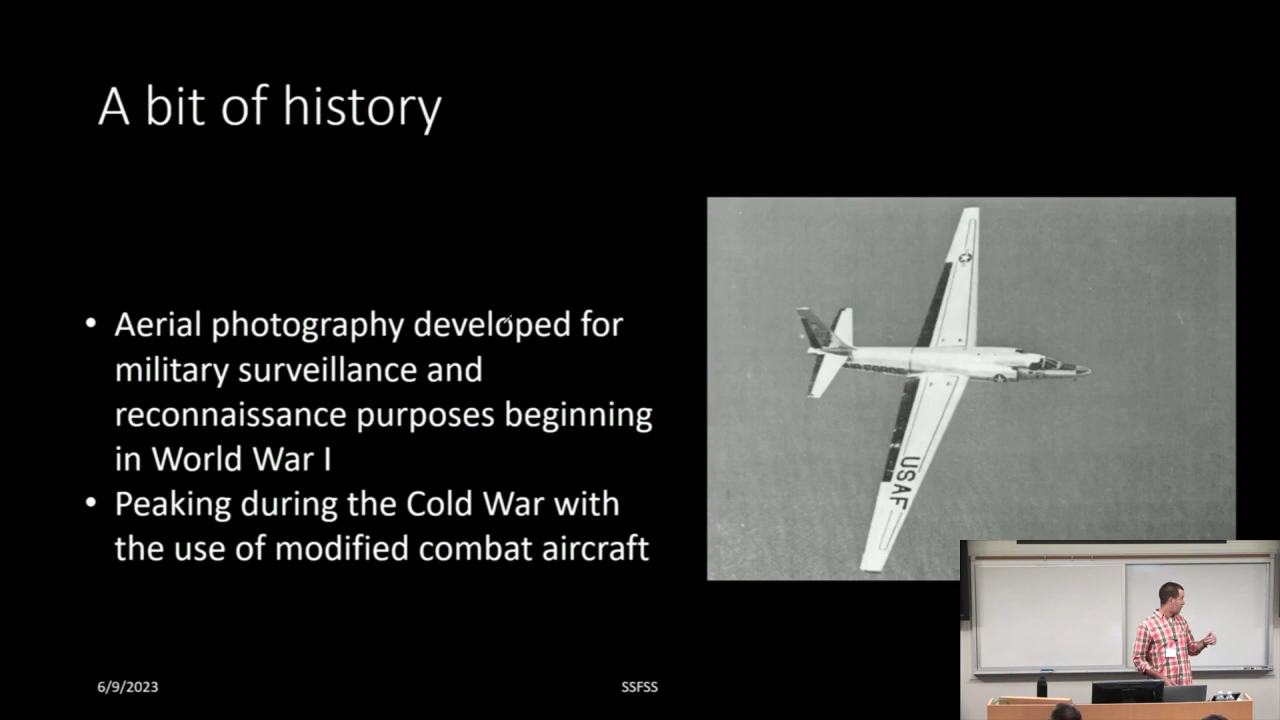 A bit of history
• Aerial photography developed for
military surveillance and
reconnaissance purposes beginning
in World War I
• Peaking during the Cold War with
the use of modified combat aircraft
USAF
6/9/2023
SSFSS